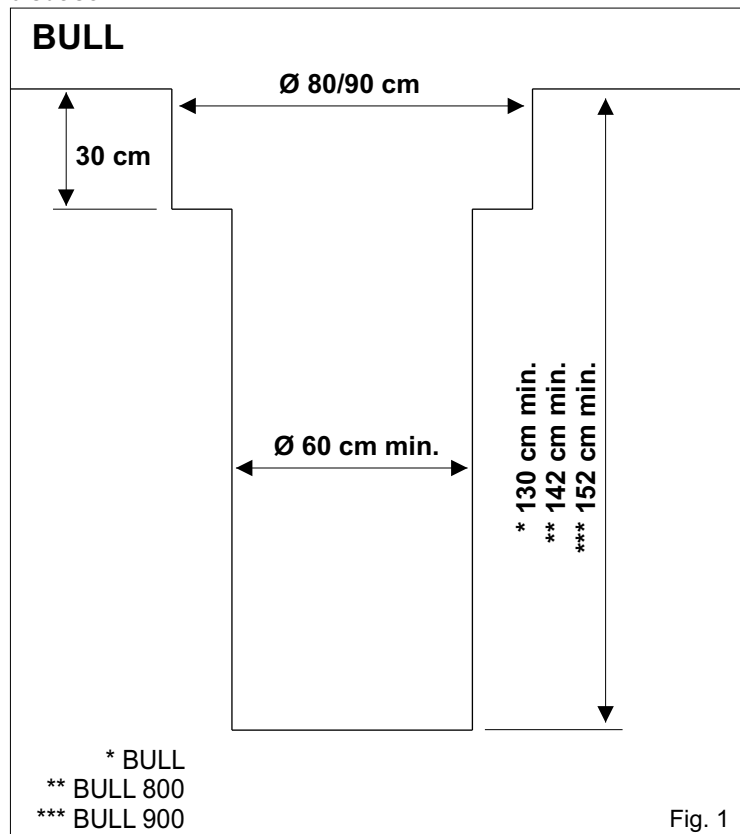 BULL
Ø 80/90 cm
30 cm
Ø 60 cm min.
* 130 cm min.
** 142 cm min.
*** 152 cm min.
* BULL
** BULL 800
*** BULL 900
Fig. 1